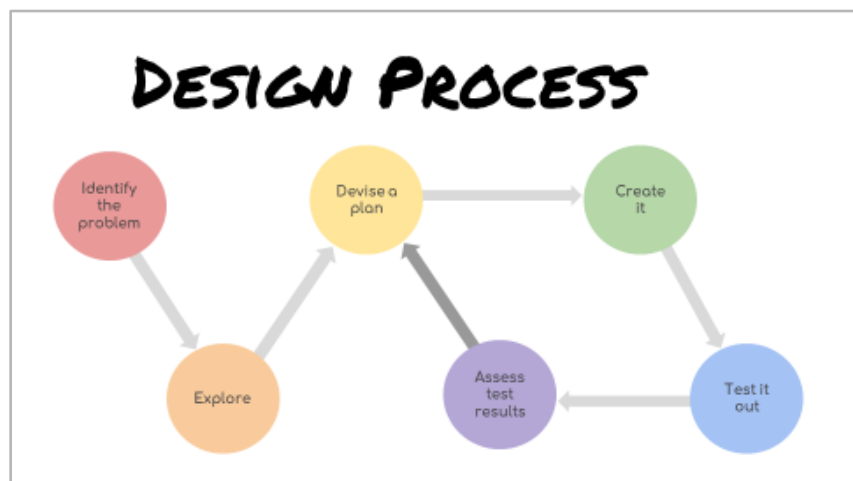 DESIGN PROCESS
Identify
the
problem
Explore
Devise a
plan
Create
it
Test it
out
Assess
test
results